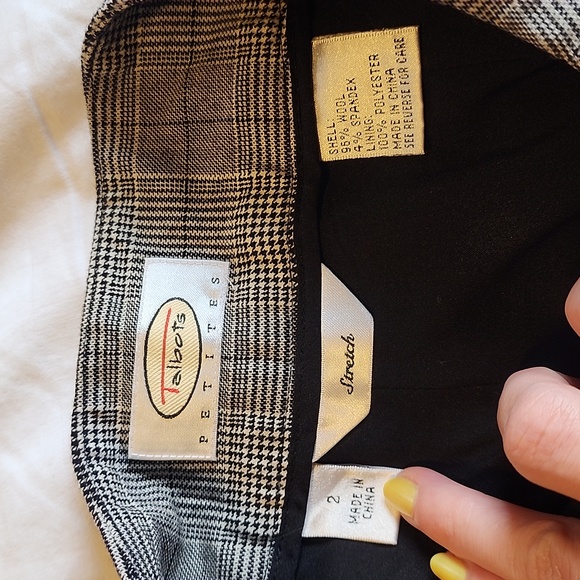 Talbots
PETITES
SHELL:
96% WOOL
4% SPANDEX
LINING:
100% POLYESTER
MADE IN CHINA
SEE REVERSE FOR CARE
Stretch
2
MADE IN
CHINA